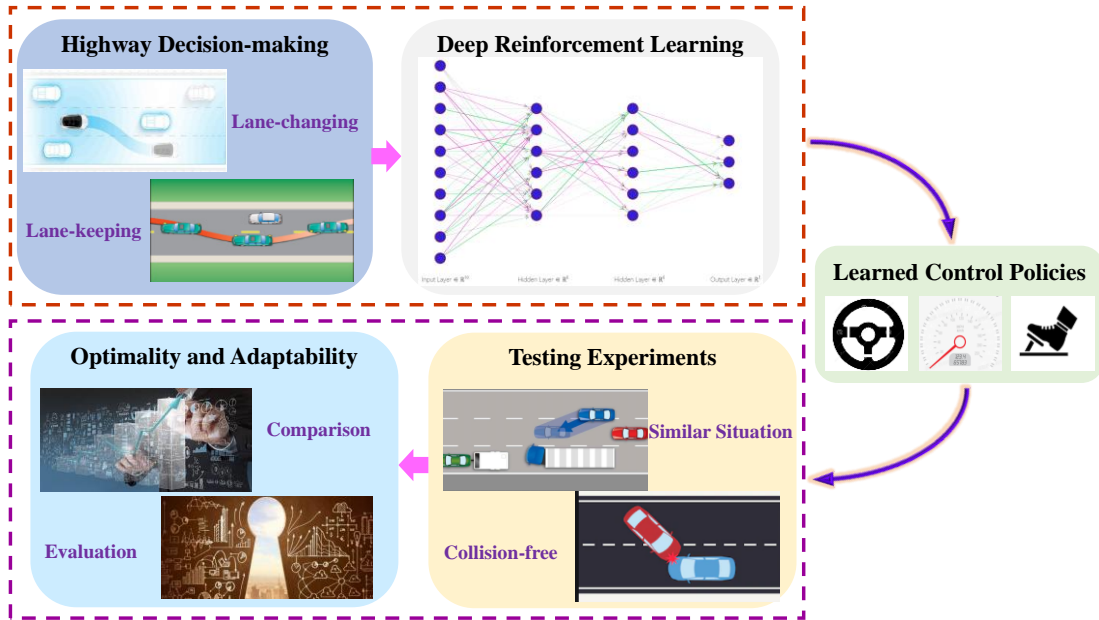 Highway Decision-making
Lane-changing
Lane-keeping
Deep Reinforcement Learning
Learned Control Policies
Optimality and Adaptability
Comparison
Evaluation
Testing Experiments
Similar Situation
Collision-free